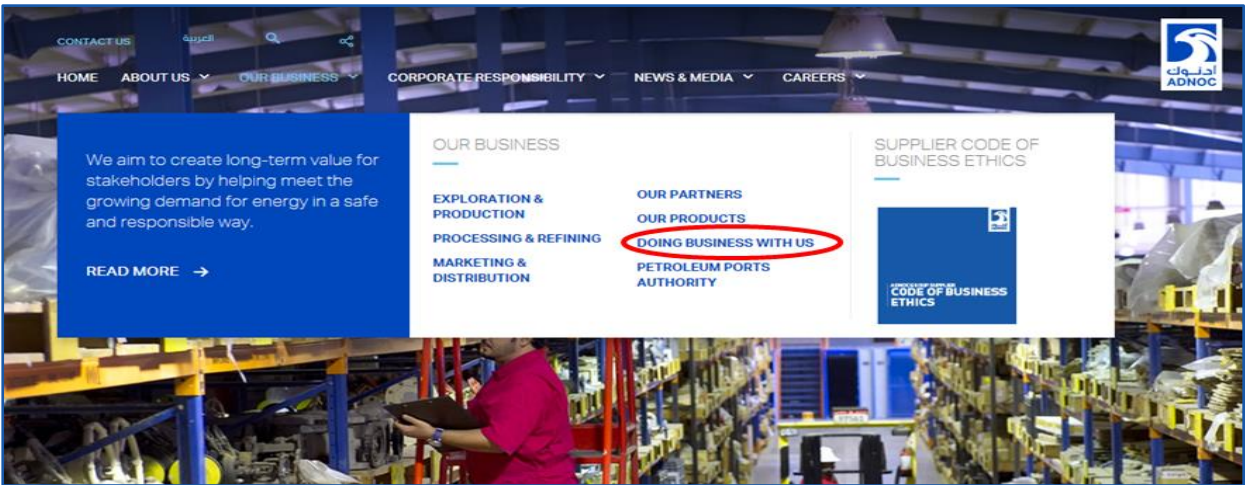 CONTACT US العربية
HOME ABOUT US OUR BUSINESS CORPORATE RESPONSIBILITY NEWS & MEDIA CAREERS
أدنوك
ADNOC
We aim to create long-term value for
stakeholders by helping meet the
growing demand for energy in a safe
and responsible way.
READ MORE →
OUR BUSINESS
EXPLORATION &
PRODUCTION
PROCESSING & REFINING
MARKETING &
DISTRIBUTION
OUR PARTNERS
OUR PRODUCTS
DOING BUSINESS WITH US
PETROLEUM PORTS
AUTHORITY
SUPPLIER CODE OF
BUSINESS ETHICS
CODE OF BUSINESS
ETHICS